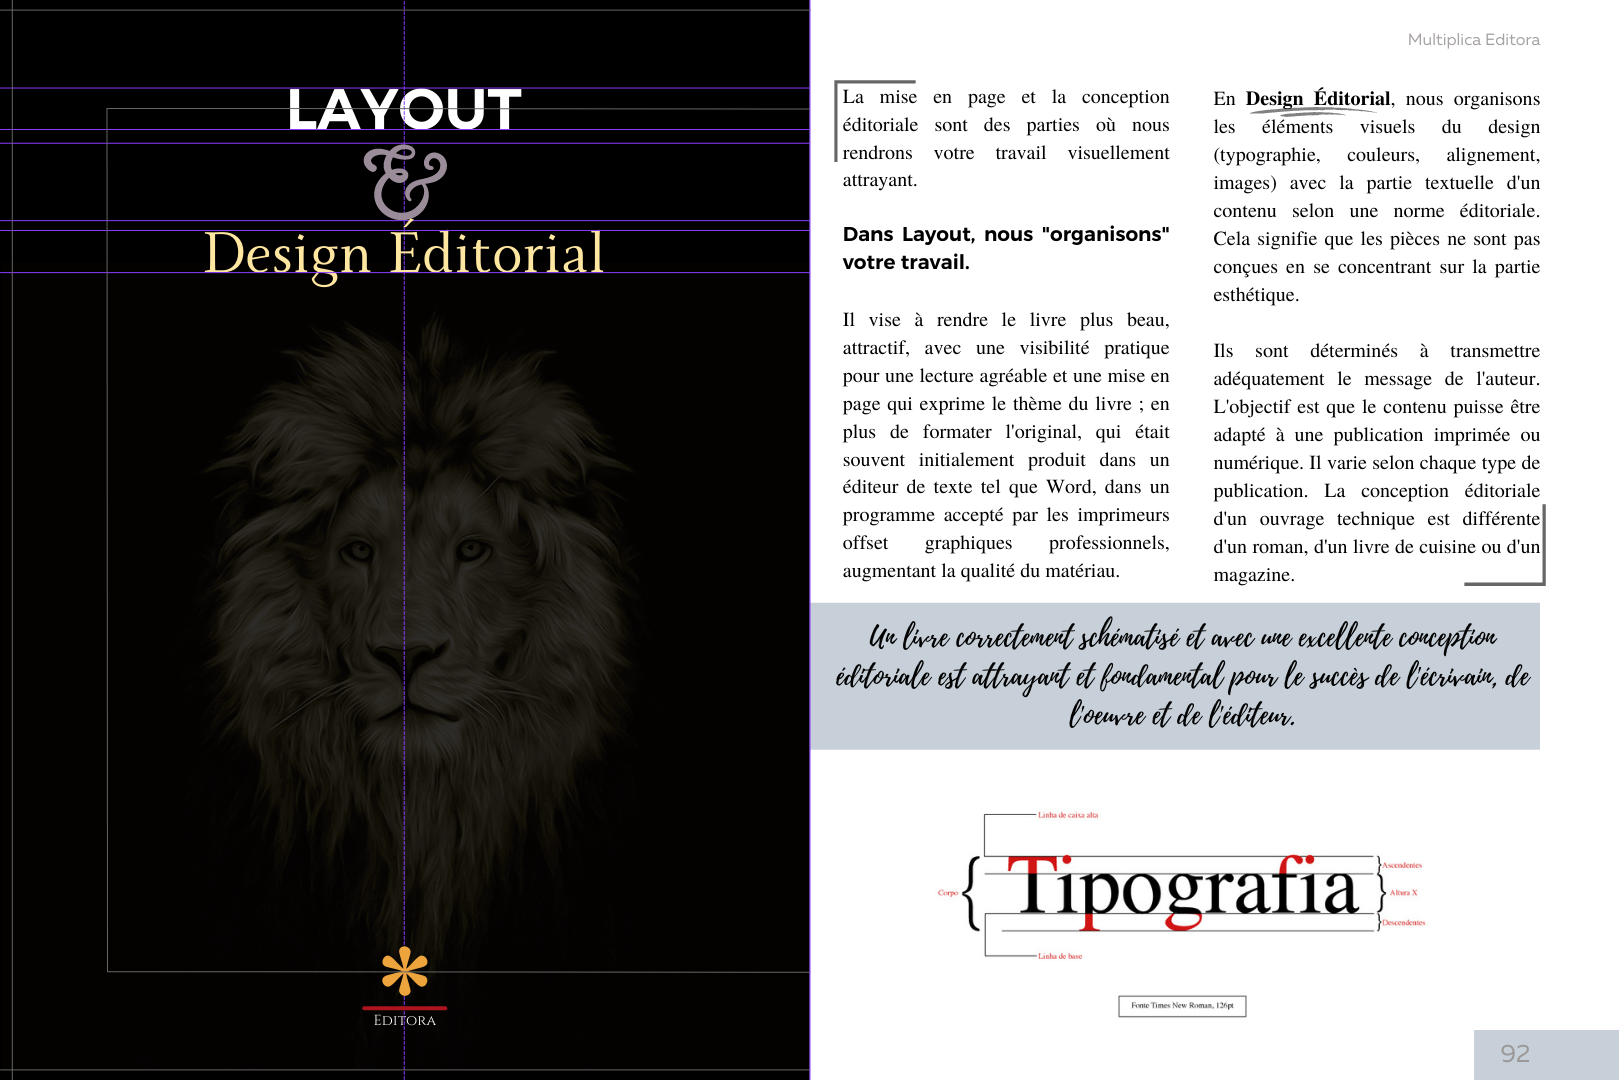 LAYOUT
&
Design Éditorial
EDITORA
Multiplica Editora
La mise en page et la conception
éditoriale sont des parties où nous
rendrons votre travail visuellement
attrayant.
Dans Layout, nous "organisons"
votre travail.
Il vise à rendre le livre plus beau,
attractif, avec une visibilité pratique
pour une lecture agréable et une mise en
page qui exprime le thème du livre ; en
plus de formater l'original, qui était
souvent initialement produit dans un
éditeur de texte tel que Word, dans un
programme accepté par les imprimeurs
offset graphiques professionnels,
augmentant la qualité du matériau.
En Design Éditorial, nous organisons
les éléments visuels du design
(typographie, couleurs, alignement,
images) avec la partie textuelle d'un
contenu selon une norme éditoriale.
Cela signifie que les pièces ne sont pas
conçues en se concentrant sur la partie
esthétique.
Ils sont déterminés à transmettre
adéquatement le message de l'auteur.
L'objectif est que le contenu puisse être
adapté à une publication imprimée ou
numérique. Il varie selon chaque type de
publication. La conception éditoriale
d'un ouvrage technique est différente
d'un roman, d'un livre de cuisine ou d'un
magazine.
Un livre correctement schématisé et avec une excellente conception
éditoriale est attrayant et fondamental pour le succès de l'écrivain, de
l'oeuvre et de l'éditeur.
Linha de caixa alta
Corpo
Tipografia
Ascendentes
Altura X
Descendentes
Linha de base
Fonte Times New Roman, 126pt
92